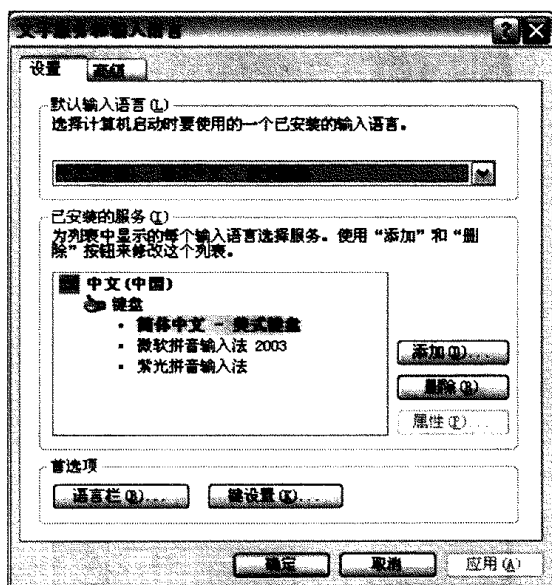 文字服务和输入语言
设置 高级
默认输入语言(L)
选择计算机启动时要使用的一个已安装的输入语言。
已安装的服务(I)
为列表中显示的每个输入语言选择服务。使用“添加”和“删
除”按钮来修改这个列表。
中文(中国)
键盘
· 简体中文 - 美式键盘
· 微软拼音输入法 2003
· 紫光拼音输入法
添加(D)...
删除(R)
属性(P)...
首选项
语言栏(B)... 键设置(K)...
确定 取消 应用(A)